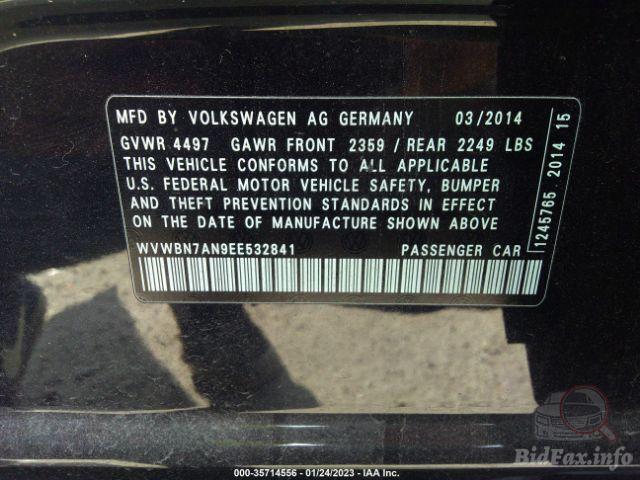 MFD BY VOLKSWAGEN AG GERMANY 03/2014
GVWR 4497 GAWR FRONT 2359 / REAR 2249 LBS
THIS VEHICLE CONFORMS TO ALL APPLICABLE
U.S. FEDERAL MOTOR VEHICLE SAFETY, BUMPER
AND THEFT PREVENTION STANDARDS IN EFFECT
ON THE DATE OF MANUFACTURE SHOWN ABOVE
WVWBN7AN9EE532841 PASSENGER CAR
1245765 2014 15
BidFax.info
000-35714556 - 01/24/2023 - IAA Inc.